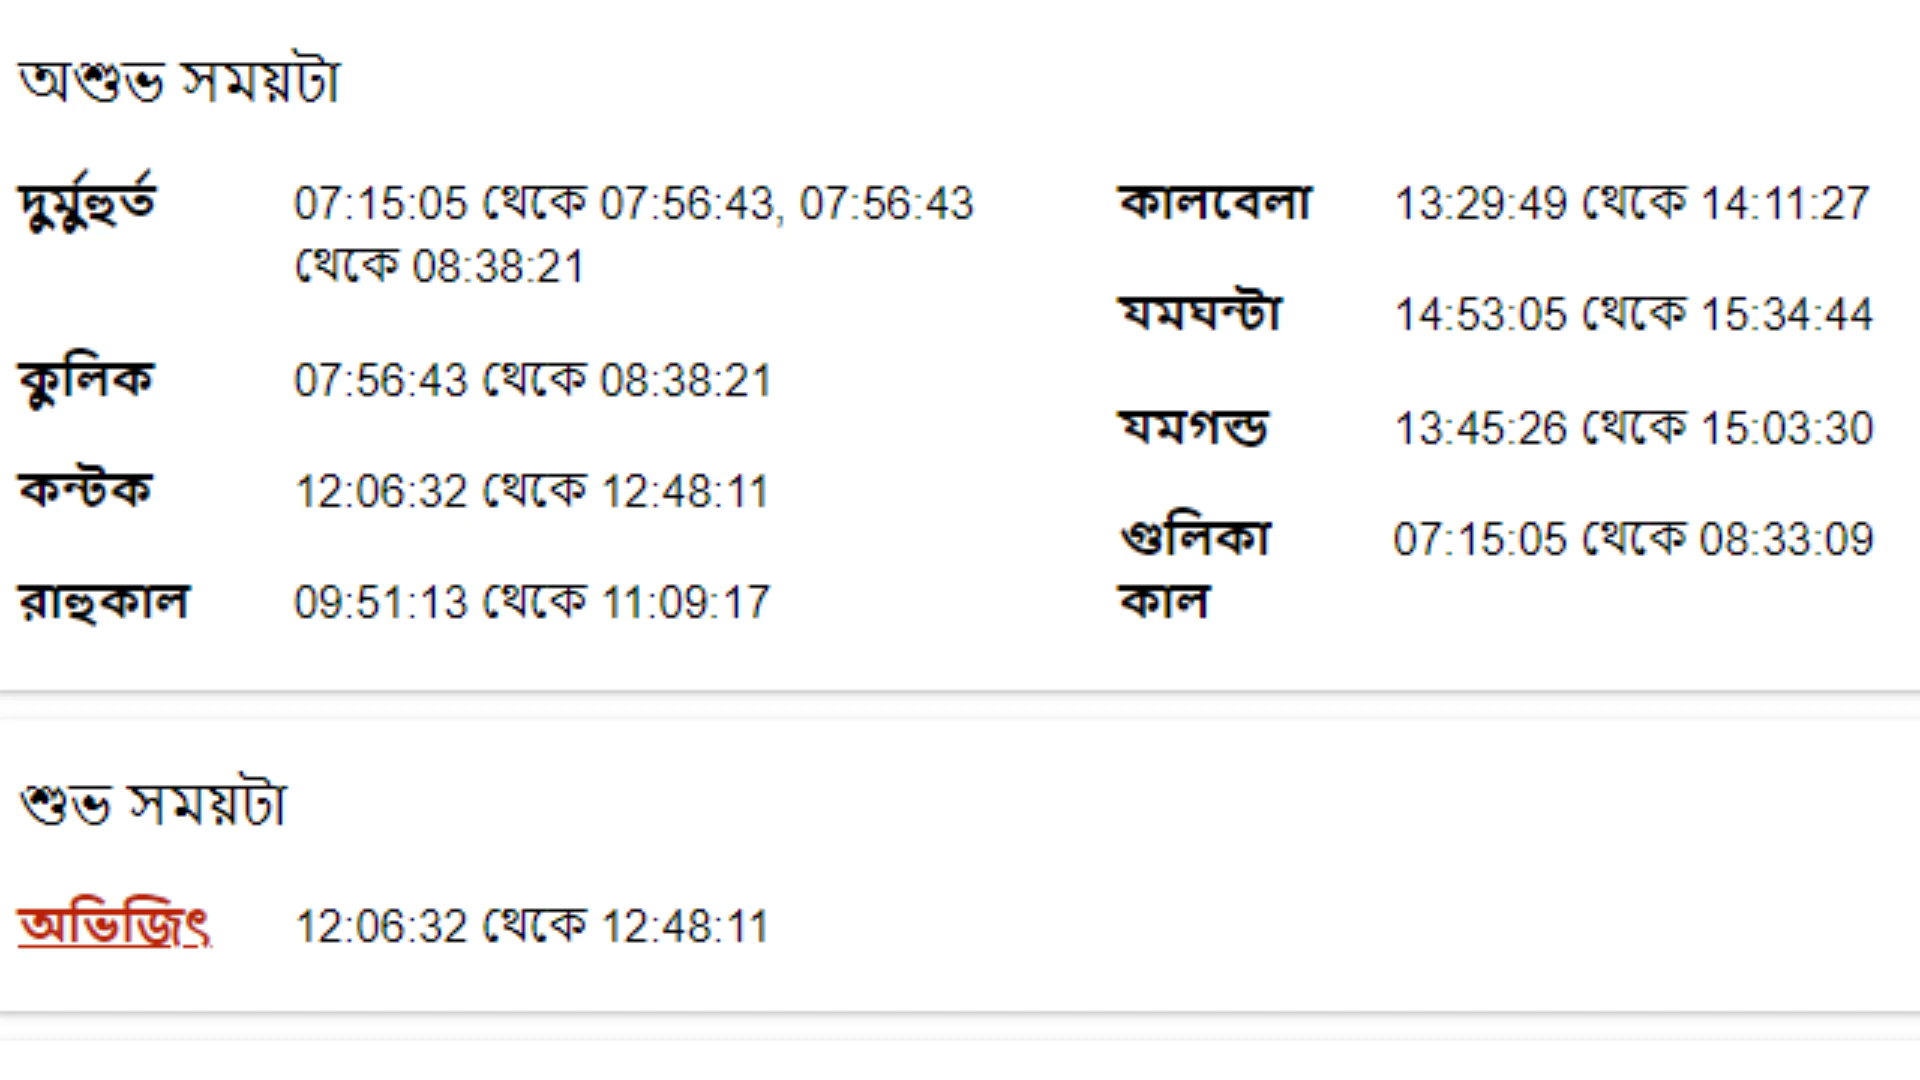 অশুভ সময়টা
দুর্মুহুর্ত 07:15:05 থেকে 07:56:43, 07:56:43
থেকে 08:38:21
কুলিক 07:56:43 থেকে 08:38:21
কন্টক 12:06:32 থেকে 12:48:11
রাহুকাল 09:51:13 থেকে 11:09:17
কালবেলা 13:29:49 থেকে 14:11:27
যমঘন্টা 14:53:05 থেকে 15:34:44
যমগন্ড 13:45:26 থেকে 15:03:30
গুলিকা 07:15:05 থেকে 08:33:09
কাল
শুভ সময়টা
অভিজিৎ 12:06:32 থেকে 12:48:11